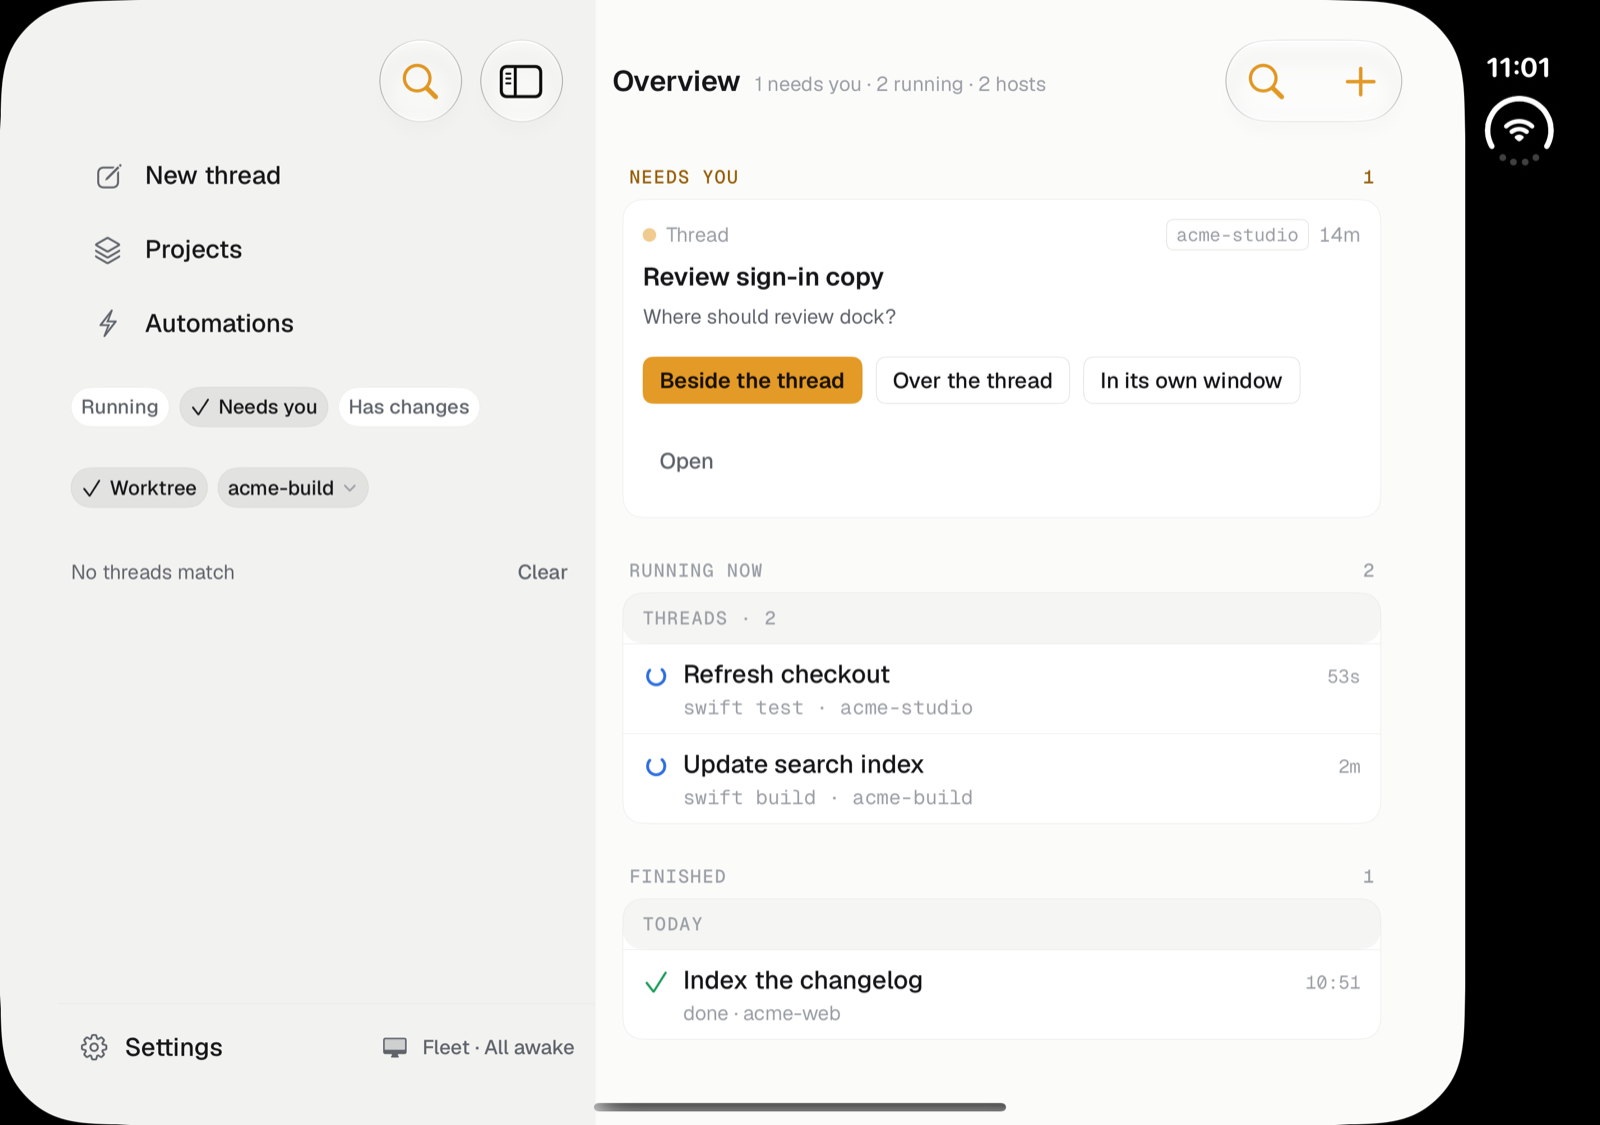 11:01
New thread
Projects
Automations
Running
Needs you
Has changes
Worktree
acme-build
No threads match
Clear
Settings
Fleet · All awake
Overview
1 needs you · 2 running · 2 hosts
NEEDS YOU
1
Thread
acme-studio
14m
Review sign-in copy
Where should review dock?
Beside the thread
Over the thread
In its own window
Open
RUNNING NOW
2
THREADS · 2
Refresh checkout
53s
swift test · acme-studio
Update search index
2m
swift build · acme-build
FINISHED
1
TODAY
Index the changelog
10:51
done · acme-web